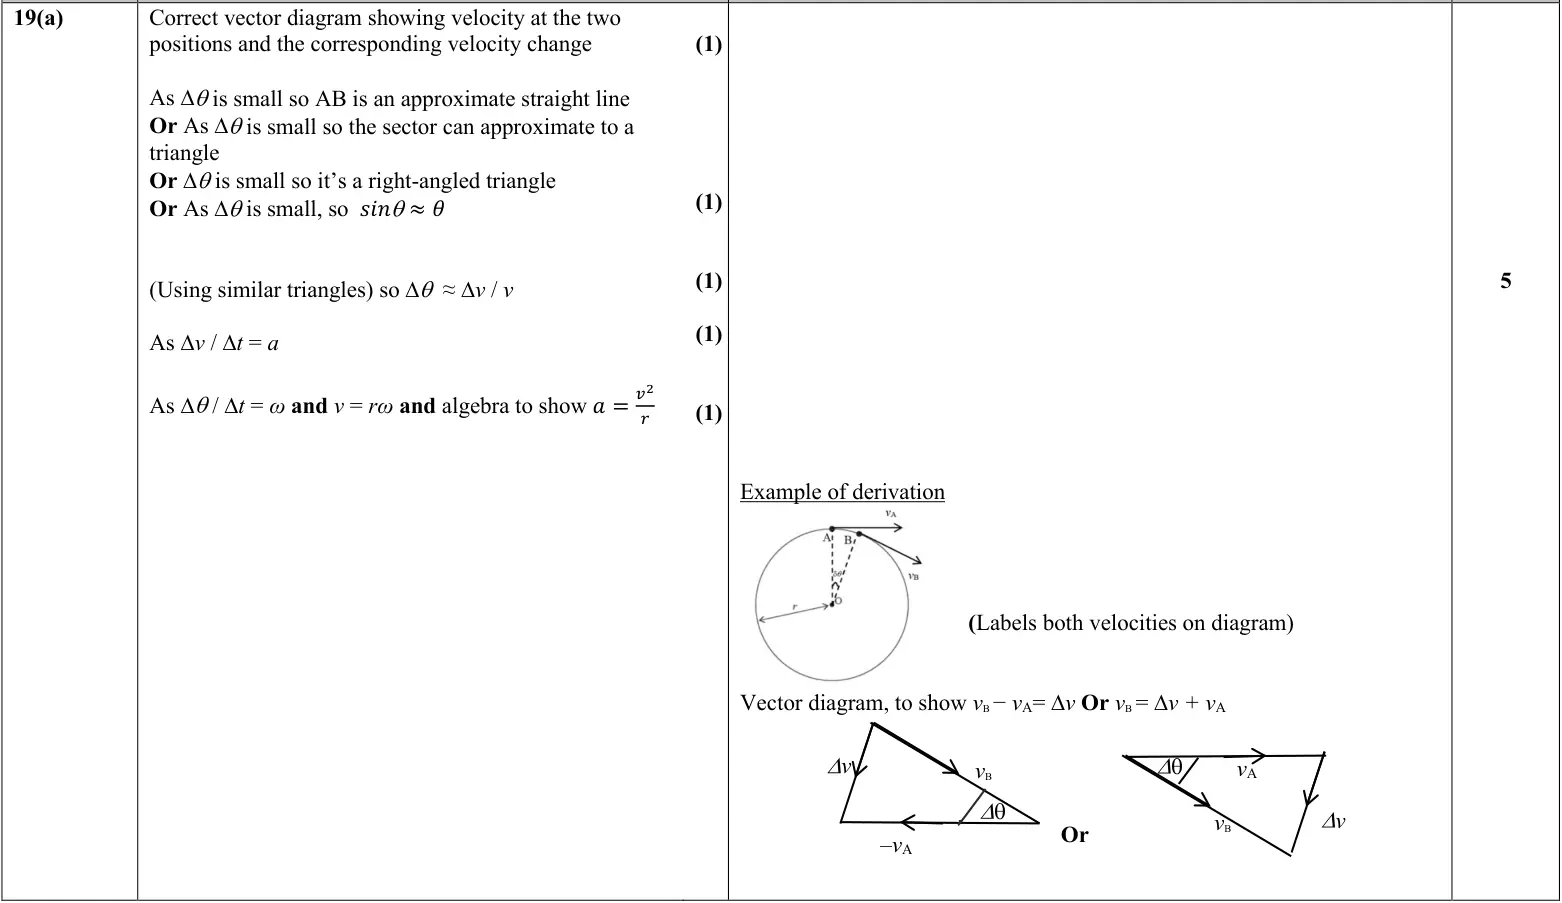 19(a)
Correct vector diagram showing velocity at the two
positions and the corresponding velocity change (1)
As Δθ is small so AB is an approximate straight line
Or As Δθ is small so the sector can approximate to a
triangle
Or Δθ is small so it’s a right-angled triangle
Or As Δθ is small, so sinθ ≈ θ (1)
(Using similar triangles) so Δθ ≈ Δv / v (1)
As Δv / Δt = a (1)
As Δθ / Δt = ω and v = rω and algebra to show a = v²/r (1)
5
Example of derivation
vA
A B
vB
r
O
(Labels both velocities on diagram)
Vector diagram, to show vB – vA= Δv Or vB = Δv + vA
Δv
vB
Δθ
–vA
Or
Δθ
vA
vB
Δv